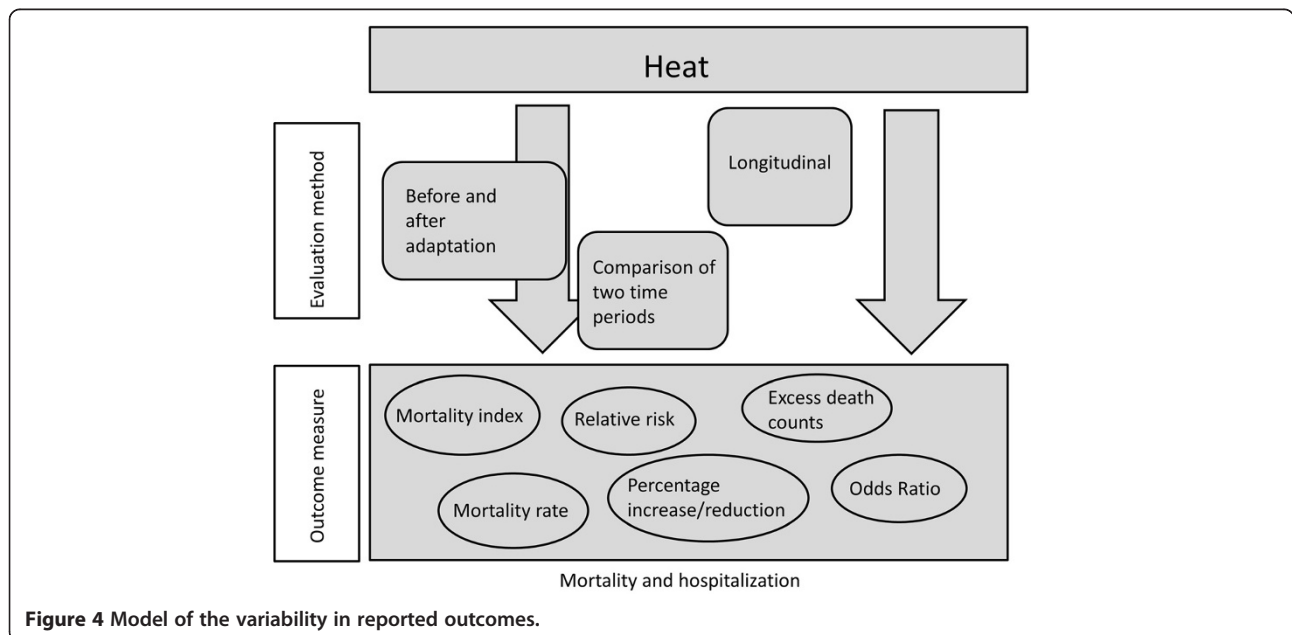 Heat
Evaluation method
Before and
after
adaptation
Longitudinal
Comparison of
two time
periods
Outcome measure
Mortality index
Relative risk
Excess death
counts
Mortality rate
Percentage
increase/reduction
Odds Ratio
Mortality and hospitalization
Figure 4 Model of the variability in reported outcomes.